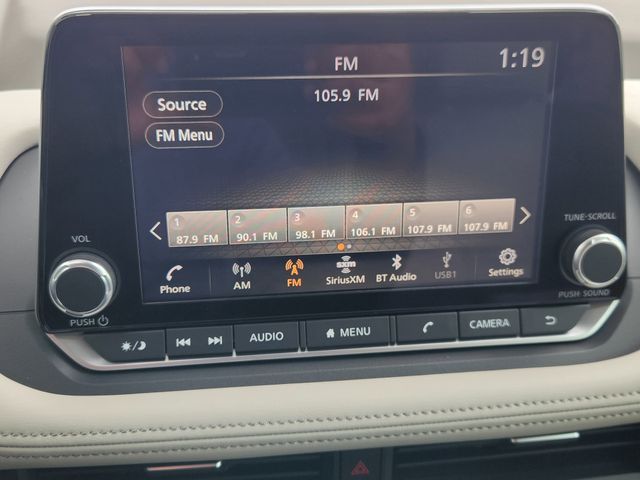 FM
1:19
105.9 FM
Source
FM Menu
1 2 3 4 5 6
87.9 FM 90.1 FM 98.1 FM 106.1 FM 107.9 FM 107.9 FM
Phone AM FM sxm SiriusXM BT Audio USB1 Settings
VOL
PUSH
TUNE·SCROLL
PUSH·SOUND
AUDIO MENU CAMERA